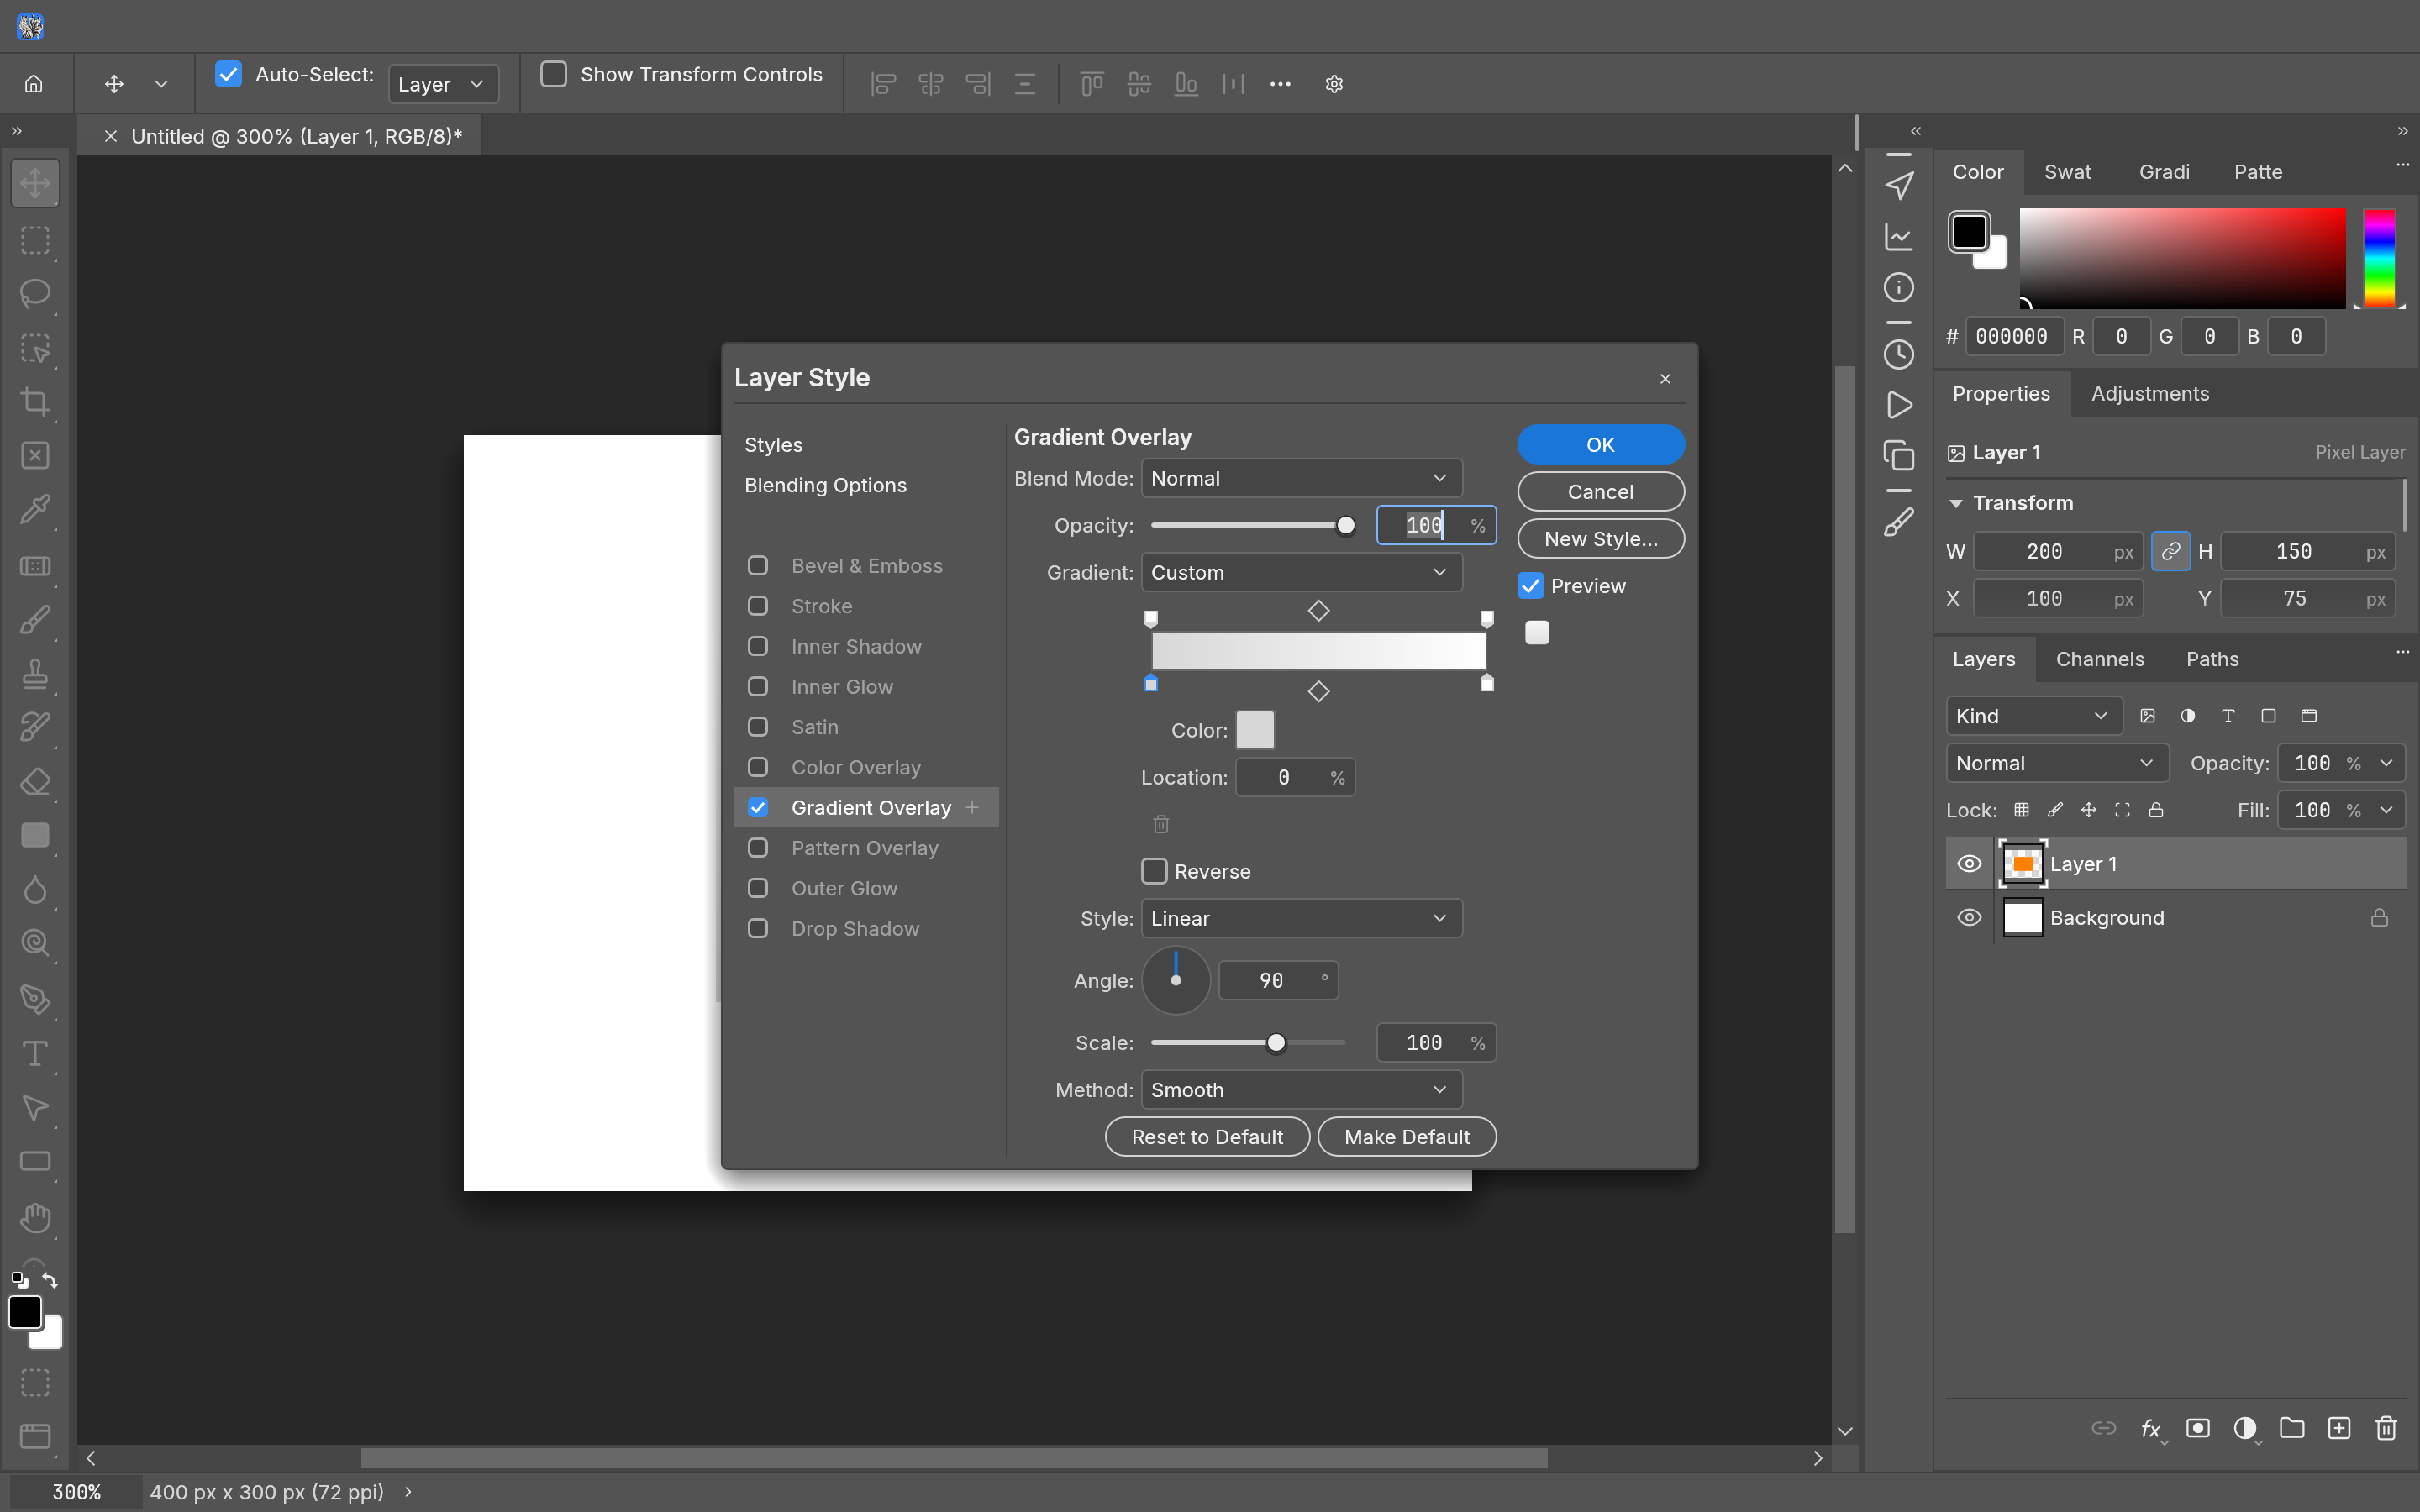 Auto-Select: Layer Show Transform Controls
Untitled @ 300% (Layer 1, RGB/8)*
Layer Style
Styles
Blending Options
Bevel & Emboss
Stroke
Inner Shadow
Inner Glow
Satin
Color Overlay
Gradient Overlay
Pattern Overlay
Outer Glow
Drop Shadow
Gradient Overlay
Blend Mode: Normal
Opacity: 100 %
Gradient: Custom
Color:
Location: 0 %
Reverse
Style: Linear
Angle: 90 °
Scale: 100 %
Method: Smooth
Reset to Default Make Default
OK
Cancel
New Style...
Preview
Color Swat Gradi Patte
# 000000 R 0 G 0 B 0
Properties Adjustments
Layer 1 Pixel Layer
Transform
W 200 px H 150 px
X 100 px Y 75 px
Layers Channels Paths
Kind
Normal Opacity: 100 %
Lock: Fill: 100 %
Layer 1
Background
fx
300% 400 px x 300 px (72 ppi)